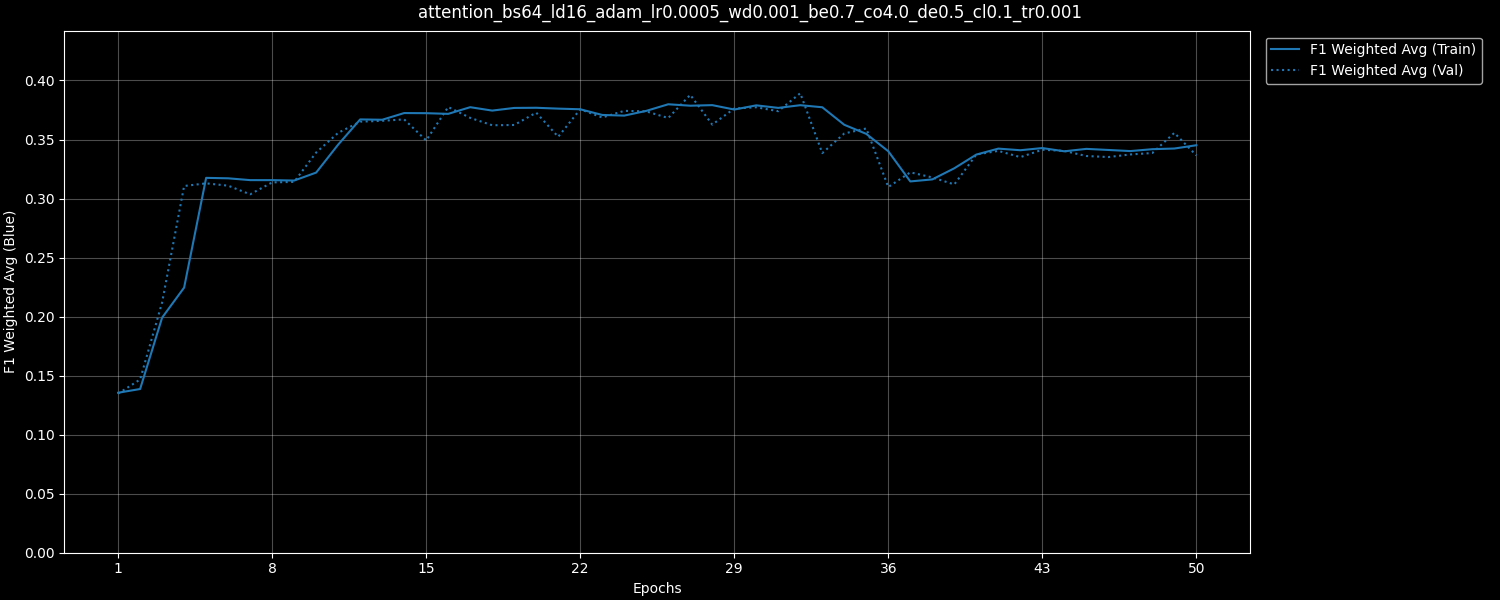 attention_bs64_ld16_adam_lr0.0005_wd0.001_be0.7_co4.0_de0.5_cl0.1_tr0.001
F1 Weighted Avg (Train)
F1 Weighted Avg (Val)
F1 Weighted Avg (Blue)
0.40
0.35
0.30
0.25
0.20
0.15
0.10
0.05
0.00
1 8 15 22 29 36 43 50
Epochs